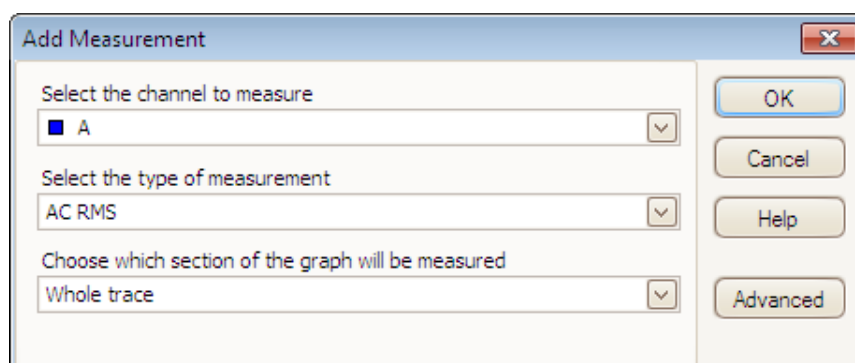 Add Measurement
Select the channel to measure
A
Select the type of measurement
AC RMS
Choose which section of the graph will be measured
Whole trace
OK
Cancel
Help
Advanced